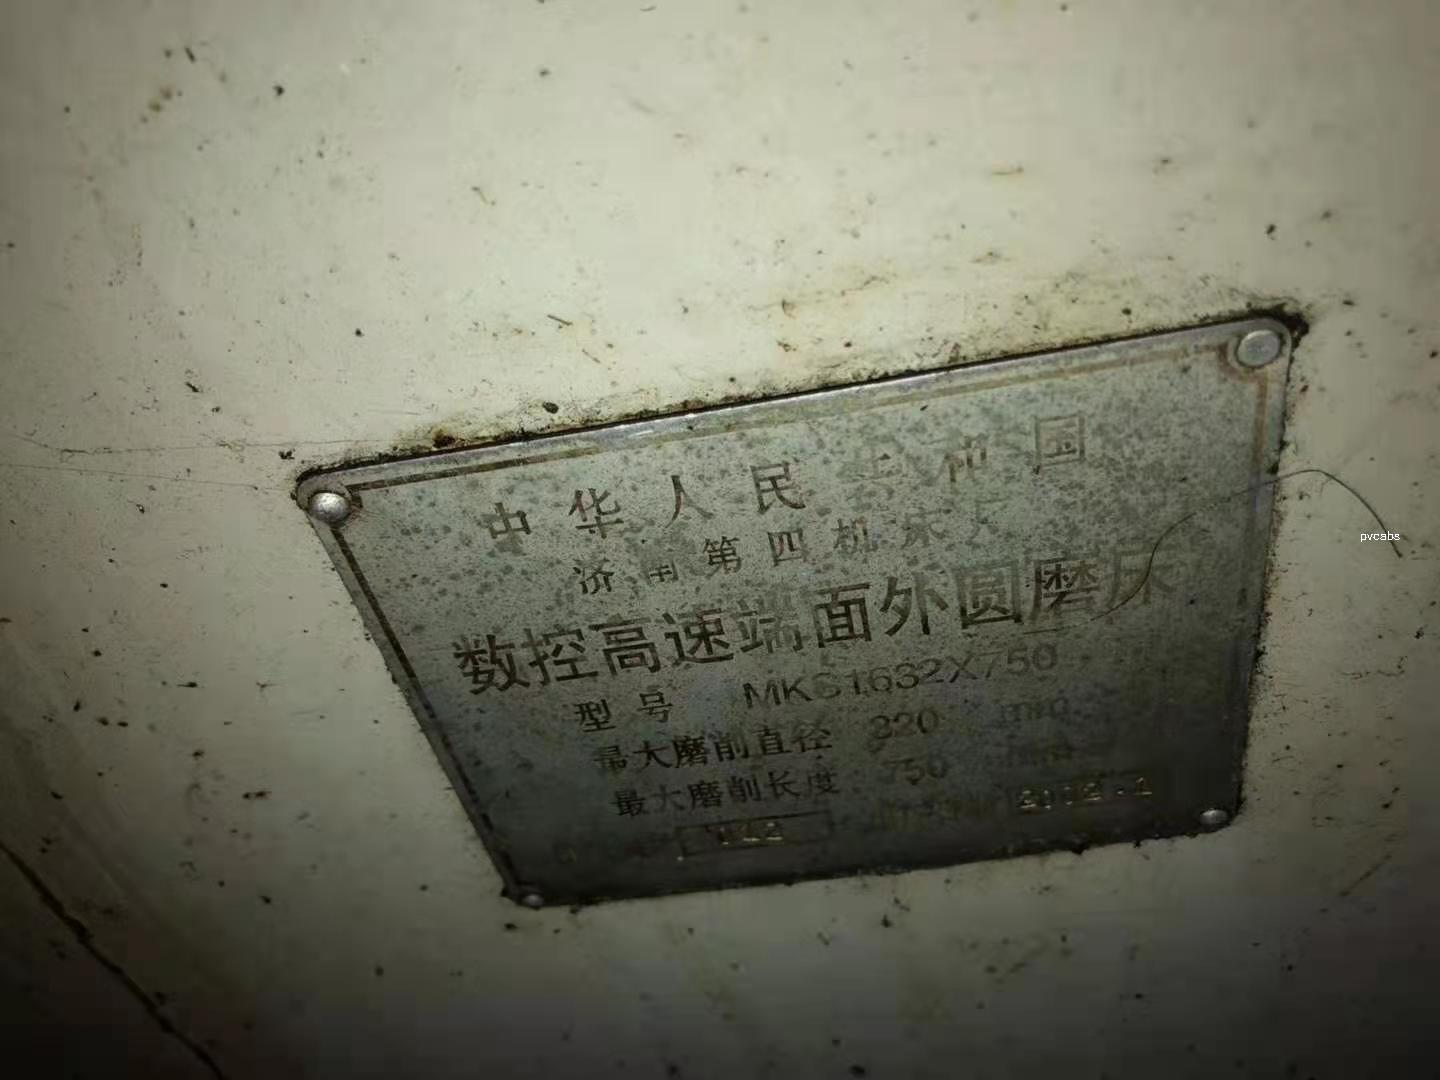 中华人民共和国
济南第四机床厂
数控高速端面外圆磨床
型号 MKS1632X750
最大磨削直径 320 mm
最大磨削长度 750 mm
2002.1
pvcabs